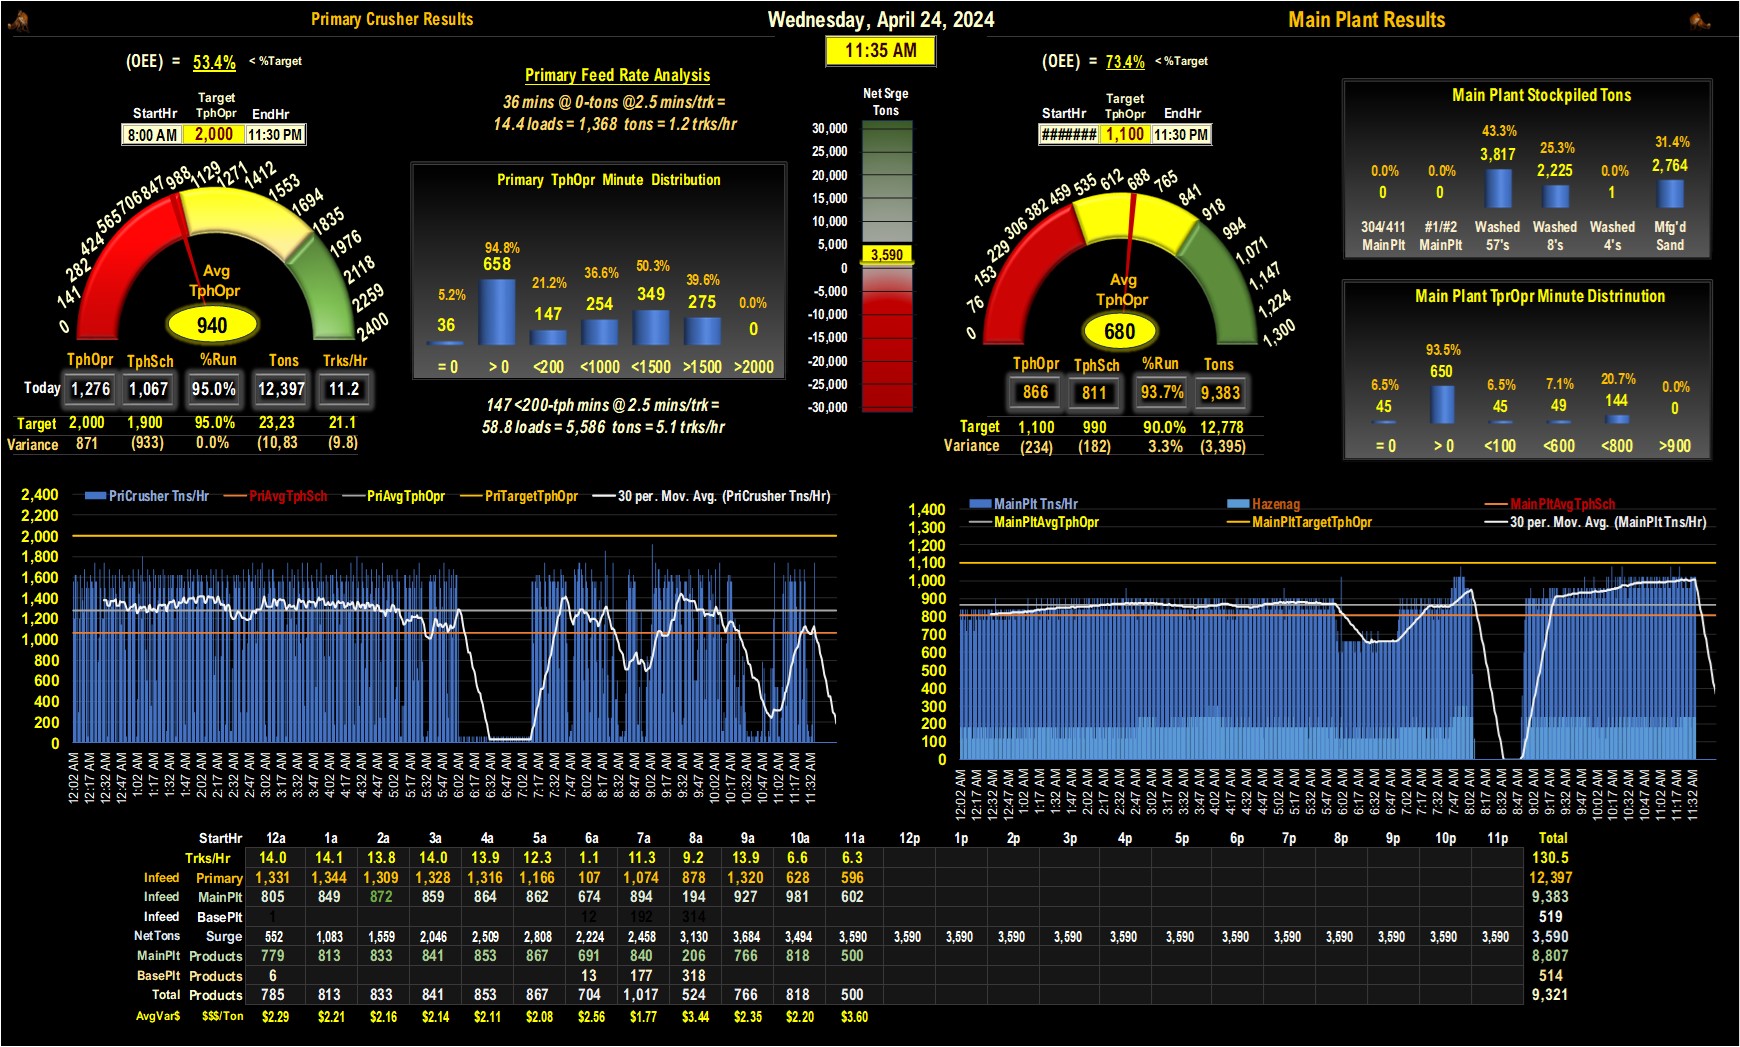 Primary Crusher Results
Wednesday, April 24, 2024
Main Plant Results
11:35 AM
(OEE) = 53.4% < %Target
StartHr Target TphOpr EndHr
8:00 AM 2,000 11:30 PM
0 141 282 424 565 706 847 988 1129 1271 1412 1553 1694 1835 1976 2118 2259 2400
Avg
TphOpr
940
TphOpr TphSch %Run Tons Trks/Hr
Today 1,276 1,067 95.0% 12,397 11.2
Target 2,000 1,900 95.0% 23,23 21.1
Variance 871 (933) 0.0% (10,83 (9.8)
Primary Feed Rate Analysis
36 mins @ 0-tons @2.5 mins/trk =
14.4 loads = 1,368 tons = 1.2 trks/hr
Primary TphOpr Minute Distribution
5.2% 94.8% 21.2% 36.6% 50.3% 39.6% 0.0%
36 658 147 254 349 275 0
= 0 > 0 <200 <1000 <1500 >1500 >2000
147 <200-tph mins @ 2.5 mins/trk =
58.8 loads = 5,586 tons = 5.1 trks/hr
Net Srge
Tons
30,000
25,000
20,000
15,000
10,000
5,000
3,590
0
-5,000
-10,000
-15,000
-20,000
-25,000
-30,000
(OEE) = 73.4% < %Target
StartHr Target TphOpr EndHr
####### 1,100 11:30 PM
0 76 153 229 306 382 459 535 612 688 765 841 918 994 1,071 1,147 1,224 1,300
Avg
TphOpr
680
TphOpr TphSch %Run Tons
866 811 93.7% 9,383
Target 1,100 990 90.0% 12,778
Variance (234) (182) 3.3% (3,395)
Main Plant Stockpiled Tons
0.0% 0.0% 43.3% 25.3% 0.0% 31.4%
0 0 3,817 2,225 1 2,764
304/411 #1/#2 Washed Washed Washed Mfg'd
MainPlt MainPlt 57's 8's 4's Sand
Main Plant TprOpr Minute Distrinution
6.5% 93.5% 6.5% 7.1% 20.7% 0.0%
45 650 45 49 144 0
= 0 > 0 <100 <600 <800 >900
PriCrusher Tns/Hr PriAvgTphSch PriAvgTphOpr PriTargetTphOpr 30 per. Mov. Avg. (PriCrusher Tns/Hr)
2,400
2,200
2,000
1,800
1,600
1,400
1,200
1,000
800
600
400
200
0
12:02 AM 12:17 AM 12:32 AM 12:47 AM 1:02 AM 1:17 AM 1:32 AM 1:47 AM 2:02 AM 2:17 AM 2:32 AM 2:47 AM 3:02 AM 3:17 AM 3:32 AM 3:47 AM 4:02 AM 4:17 AM 4:32 AM 4:47 AM 5:02 AM 5:17 AM 5:32 AM 5:47 AM 6:02 AM 6:17 AM 6:32 AM 6:47 AM 7:02 AM 7:17 AM 7:32 AM 7:47 AM 8:02 AM 8:17 AM 8:32 AM 8:47 AM 9:02 AM 9:17 AM 9:32 AM 9:47 AM 10:02 AM 10:17 AM 10:32 AM 10:47 AM 11:02 AM 11:17 AM 11:32 AM
MainPlt Tns/Hr Hazenag MainPltAvgTphSch
MainPltAvgTphOpr MainPltTargetTphOpr 30 per. Mov. Avg. (MainPlt Tns/Hr)
1,400
1,300
1,200
1,100
1,000
900
800
700
600
500
400
300
200
100
0
12:02 AM 12:17 AM 12:32 AM 12:47 AM 1:02 AM 1:17 AM 1:32 AM 1:47 AM 2:02 AM 2:17 AM 2:32 AM 2:47 AM 3:02 AM 3:17 AM 3:32 AM 3:47 AM 4:02 AM 4:17 AM 4:32 AM 4:47 AM 5:02 AM 5:17 AM 5:32 AM 5:47 AM 6:02 AM 6:17 AM 6:32 AM 6:47 AM 7:02 AM 7:17 AM 7:32 AM 7:47 AM 8:02 AM 8:17 AM 8:32 AM 8:47 AM 9:02 AM 9:17 AM 9:32 AM 9:47 AM 10:02 AM 10:17 AM 10:32 AM 10:47 AM 11:02 AM 11:17 AM 11:32 AM
StartHr 12a 1a 2a 3a 4a 5a 6a 7a 8a 9a 10a 11a 12p 1p 2p 3p 4p 5p 6p 7p 8p 9p 10p 11p Total
Trks/Hr 14.0 14.1 13.8 14.0 13.9 12.3 1.1 11.3 9.2 13.9 6.6 6.3 130.5
Infeed Primary 1,331 1,344 1,309 1,328 1,316 1,166 107 1,074 878 1,320 628 596 12,397
Infeed MainPlt 805 849 872 859 864 862 674 894 194 927 981 602 9,383
Infeed BasePlt 1 12 192 314 519
NetTons Surge 552 1,083 1,559 2,046 2,509 2,808 2,224 2,458 3,130 3,684 3,494 3,590 3,590 3,590 3,590 3,590 3,590 3,590 3,590 3,590 3,590 3,590 3,590 3,590 3,590
MainPlt Products 779 813 833 841 853 867 691 840 206 766 818 500 8,807
BasePlt Products 6 13 177 318 514
Total Products 785 813 833 841 853 867 704 1,017 524 766 818 500 9,321
AvgVar$ $$$/Ton $2.29 $2.21 $2.16 $2.14 $2.11 $2.08 $2.56 $1.77 $3.44 $2.35 $2.20 $3.60